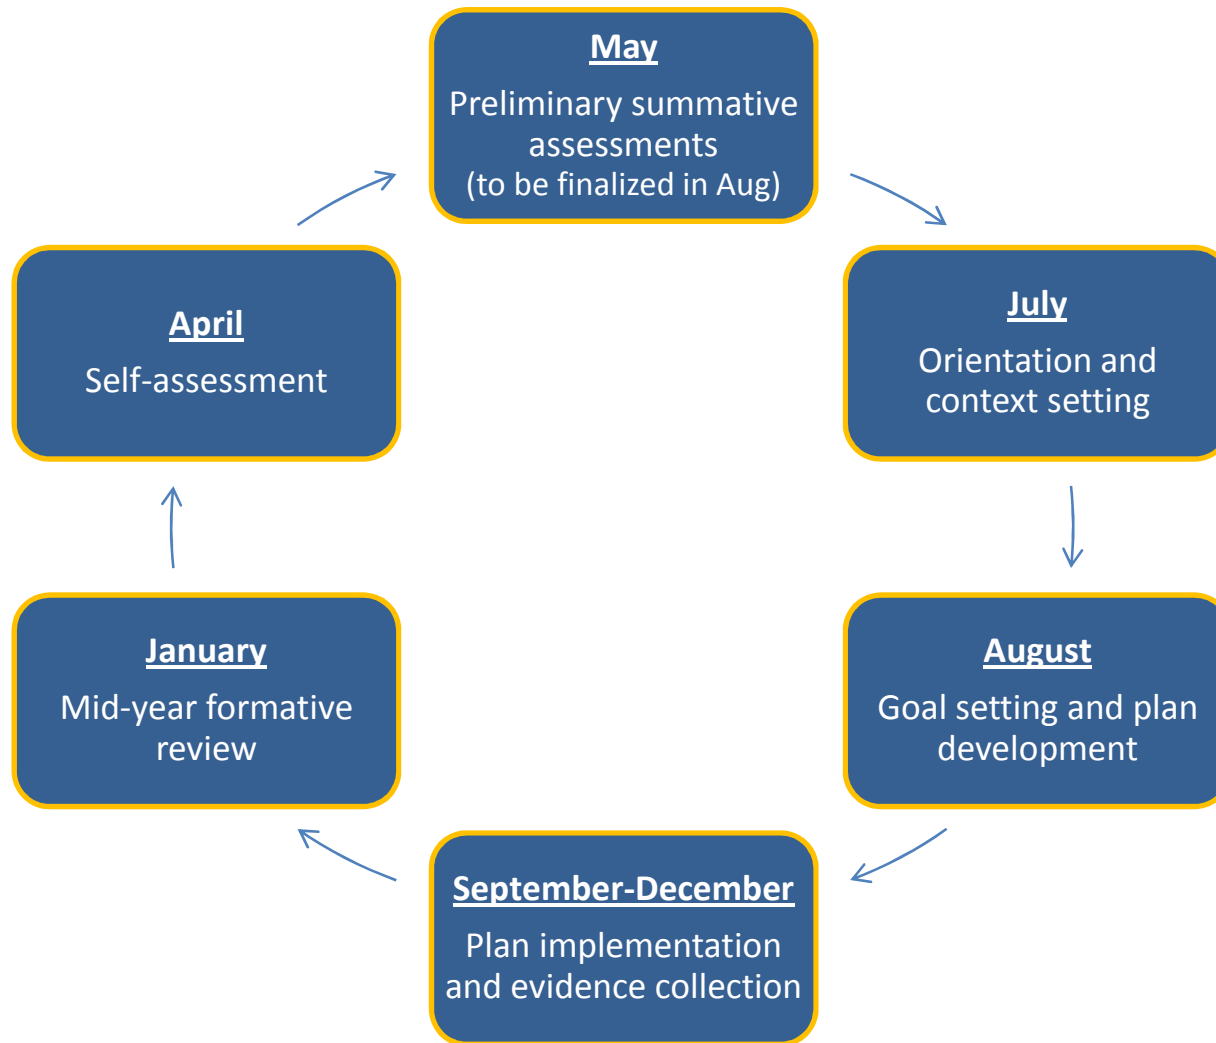 May
Preliminary summative
assessments
(to be finalized in Aug)
July
Orientation and
context setting
August
Goal setting and plan
development
September-December
Plan implementation
and evidence collection
January
Mid-year formative
review
April
Self-assessment